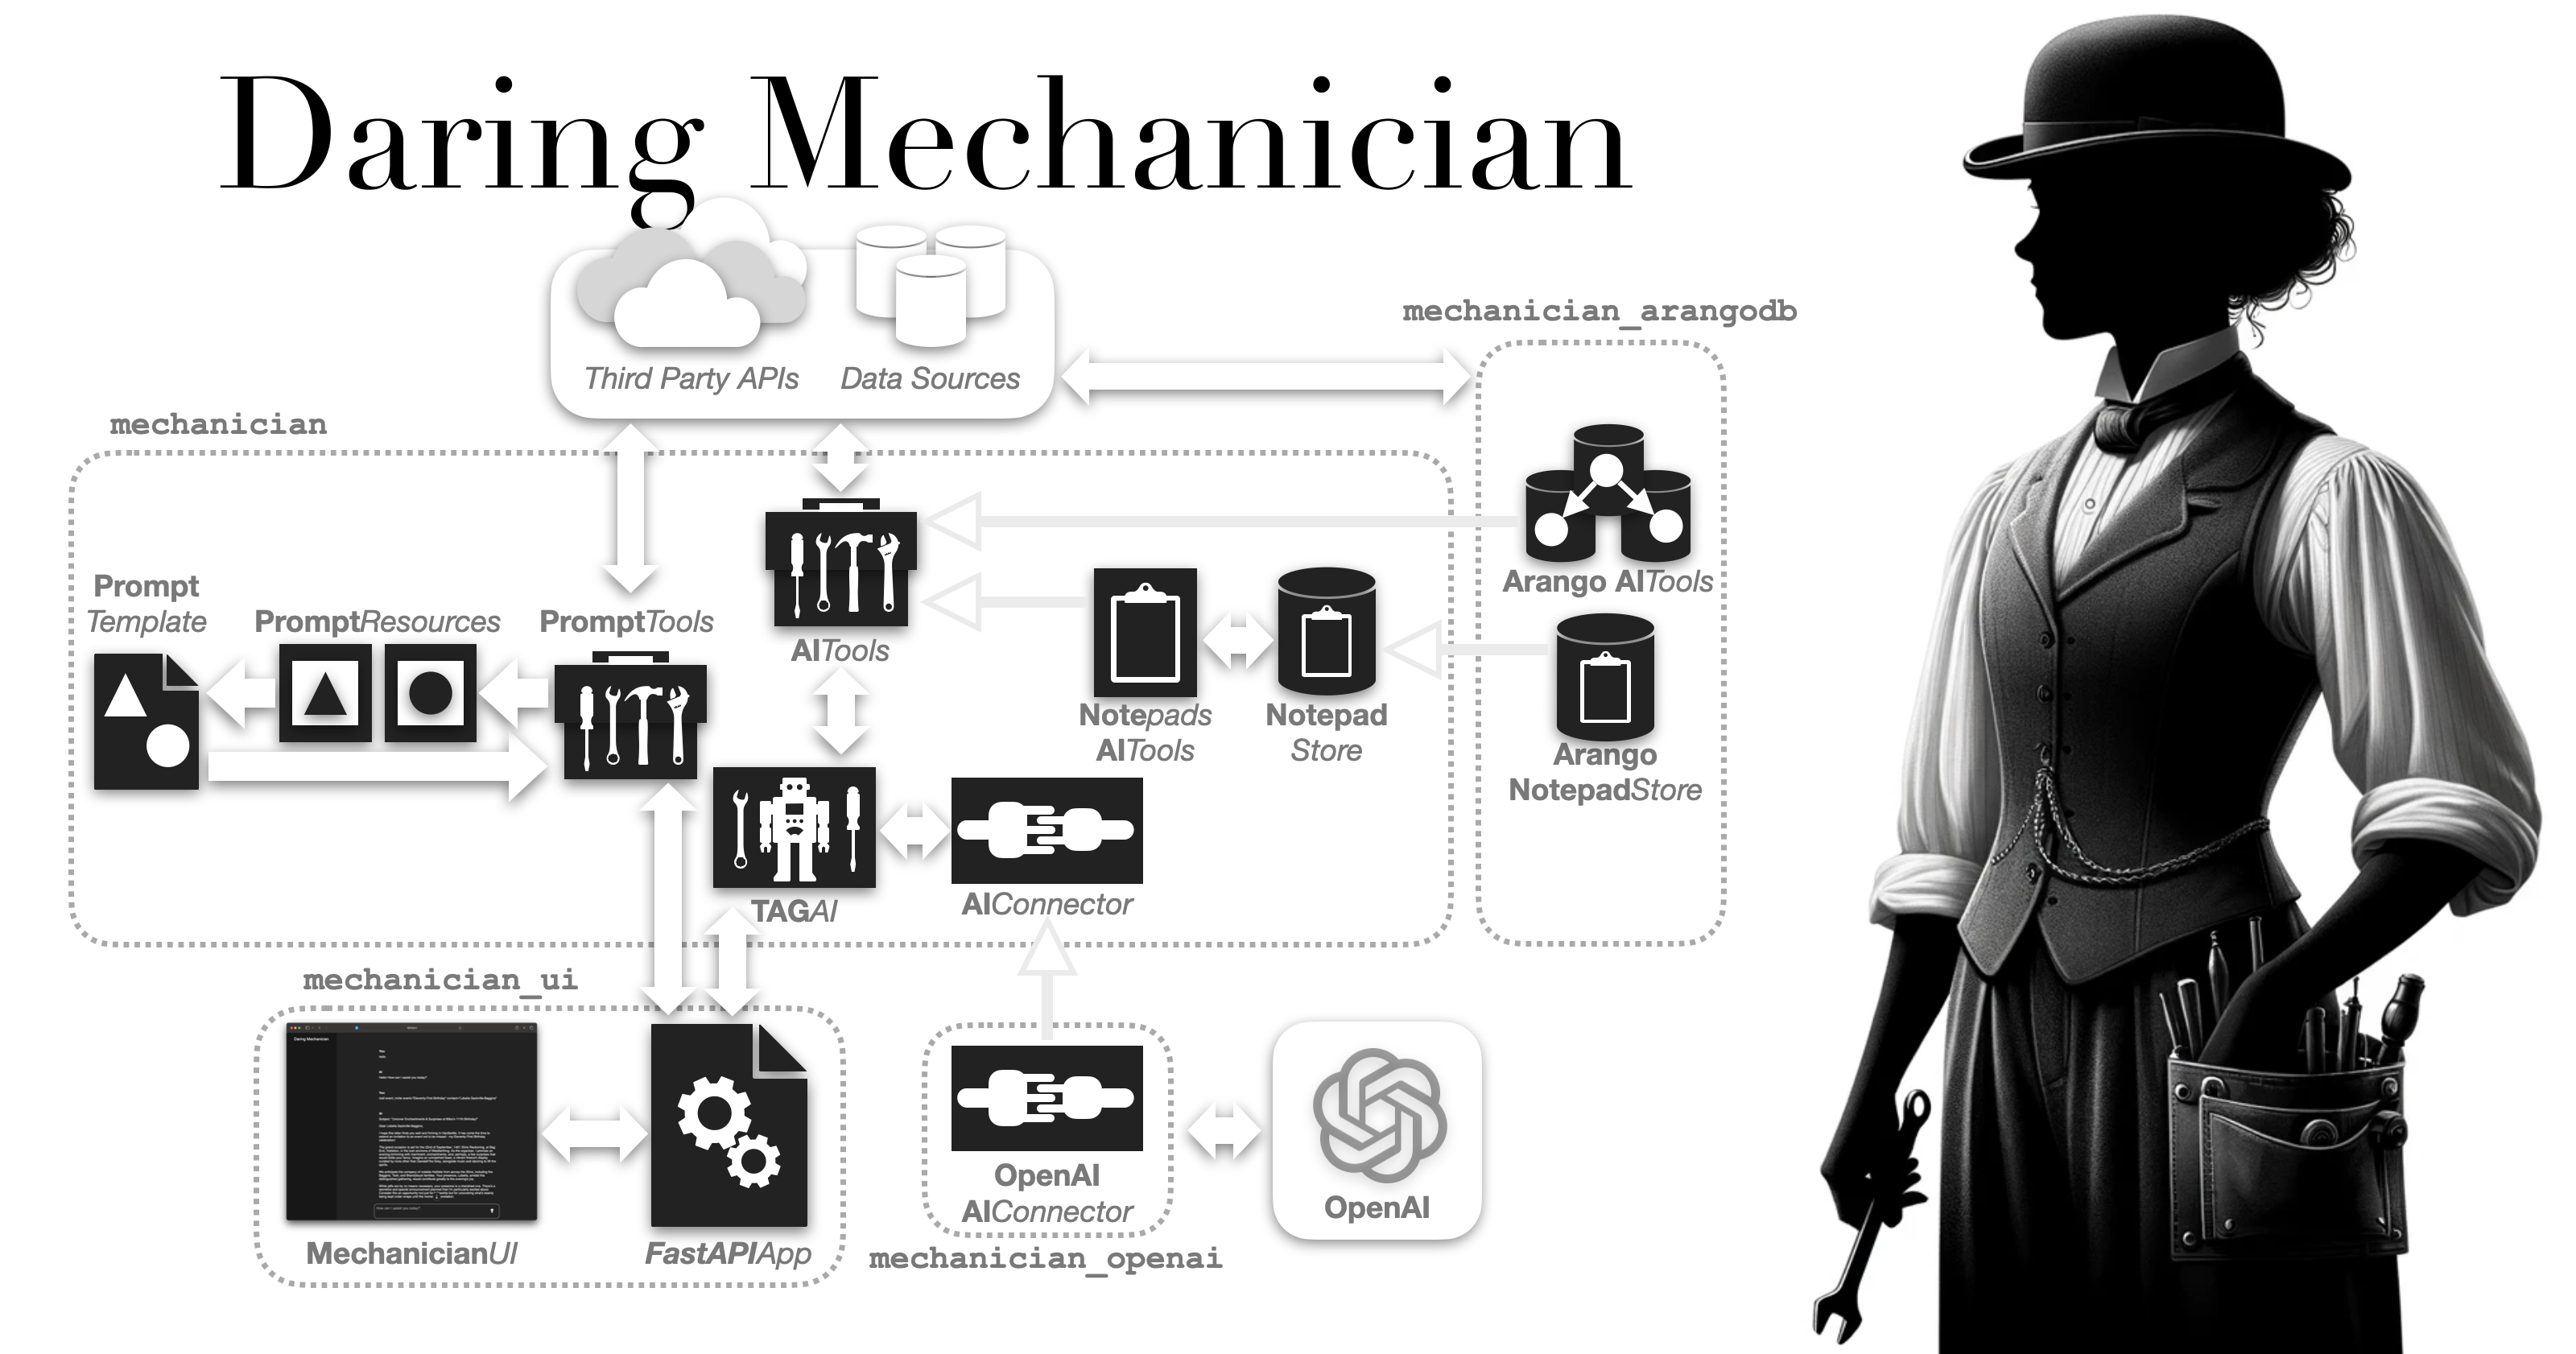 Daring Mechanician
Third Party APIs
Data Sources
mechanician_arangodb
mechanician
Prompt
Template
PromptResources
PromptTools
AITools
Notepads
AITools
Notepad
Store
Arango AITools
Arango
NotepadStore
TAGAI
AIConnector
mechanician_ui
Daring Mechanician
MechanicianUI
FastAPIApp
OpenAI
AIConnector
mechanician_openai
OpenAI